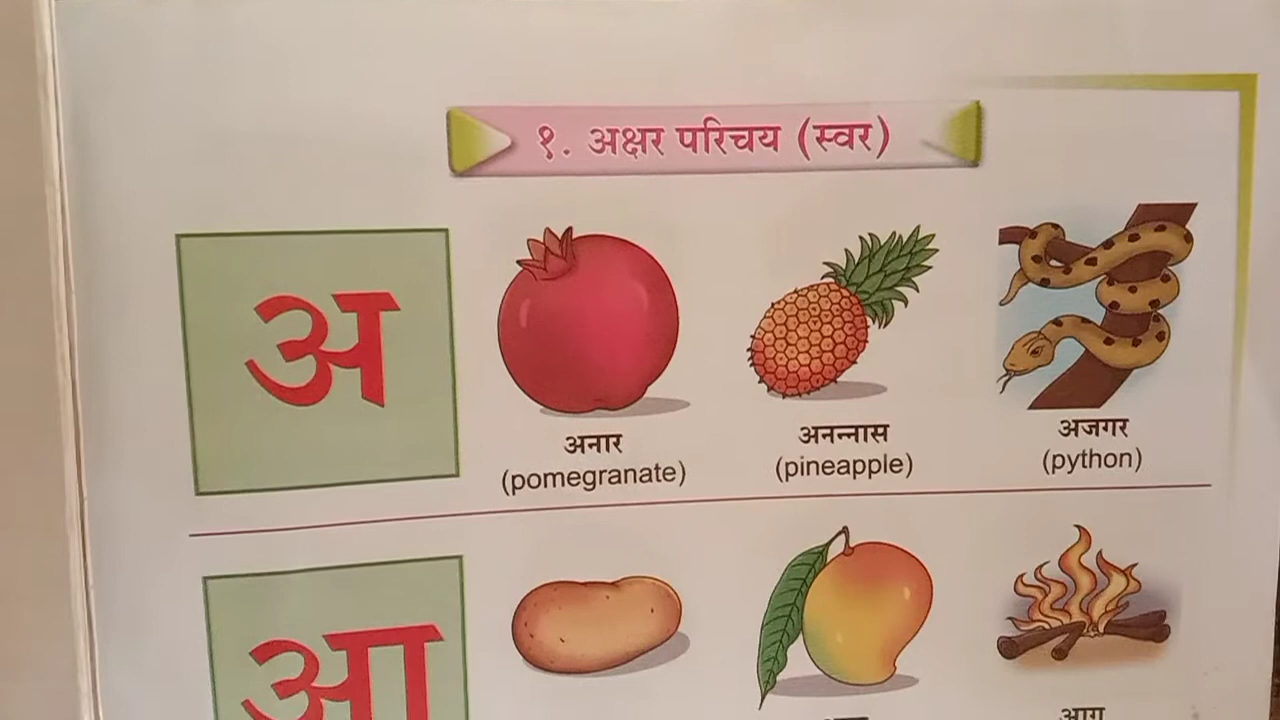 १. अक्षर परिचय (स्वर)
अ
अनार
(pomegranate)
अनन्नास
(pineapple)
अजगर
(python)
आ
आग